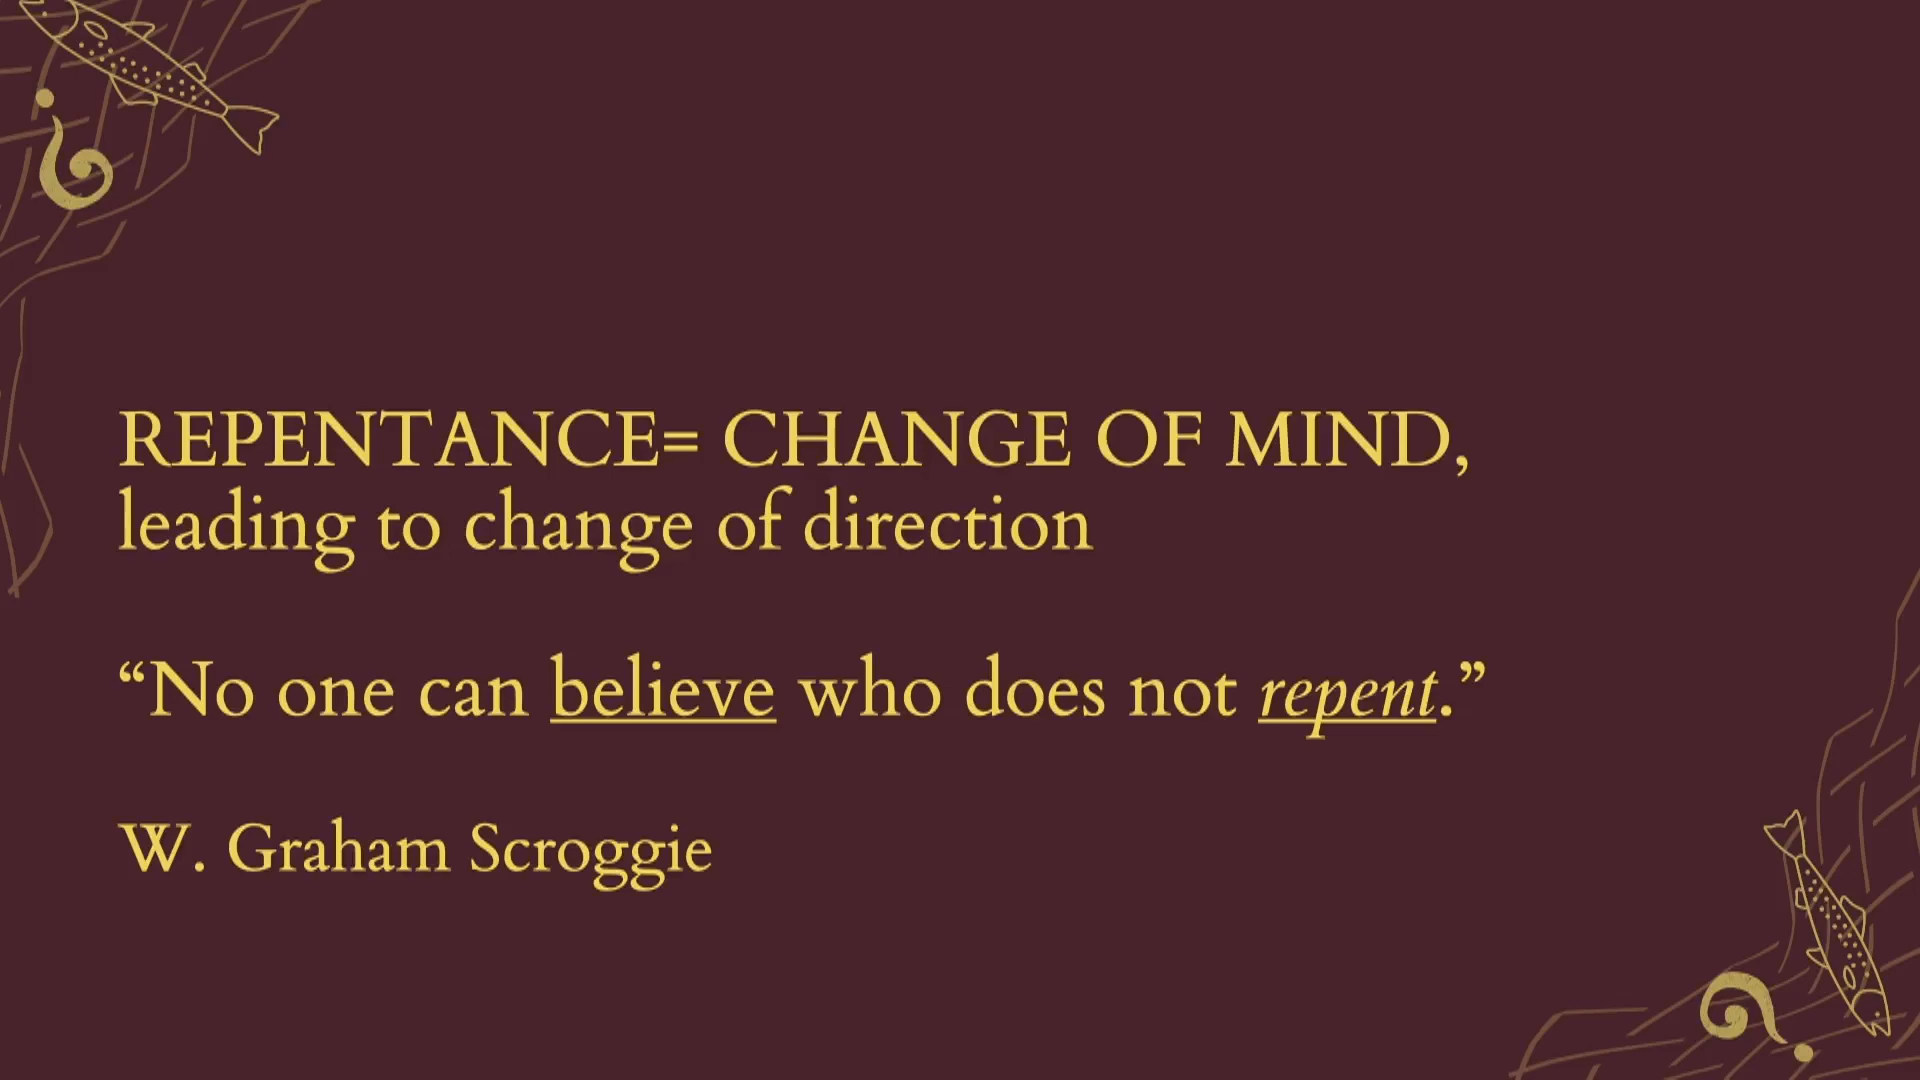 REPENTANCE= CHANGE OF MIND,
leading to change of direction
“No one can believe who does not repent.”
W. Graham Scroggie